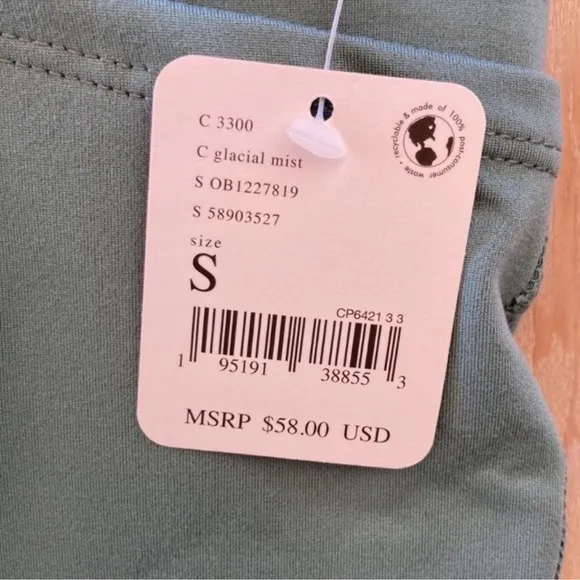 C 3300
C glacial mist
S OB1227819
S 58903527
size
S
CP6421 3 3
1 95191 38855 3
MSRP $58.00 USD
recyclable & made of 100% post-consumer waste •